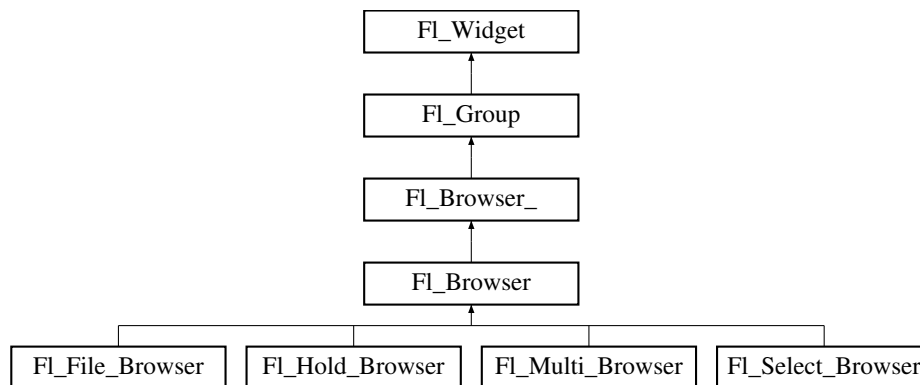 Fl_Widget
Fl_Group
Fl_Browser_
Fl_Browser
Fl_File_Browser Fl_Hold_Browser Fl_Multi_Browser Fl_Select_Browser